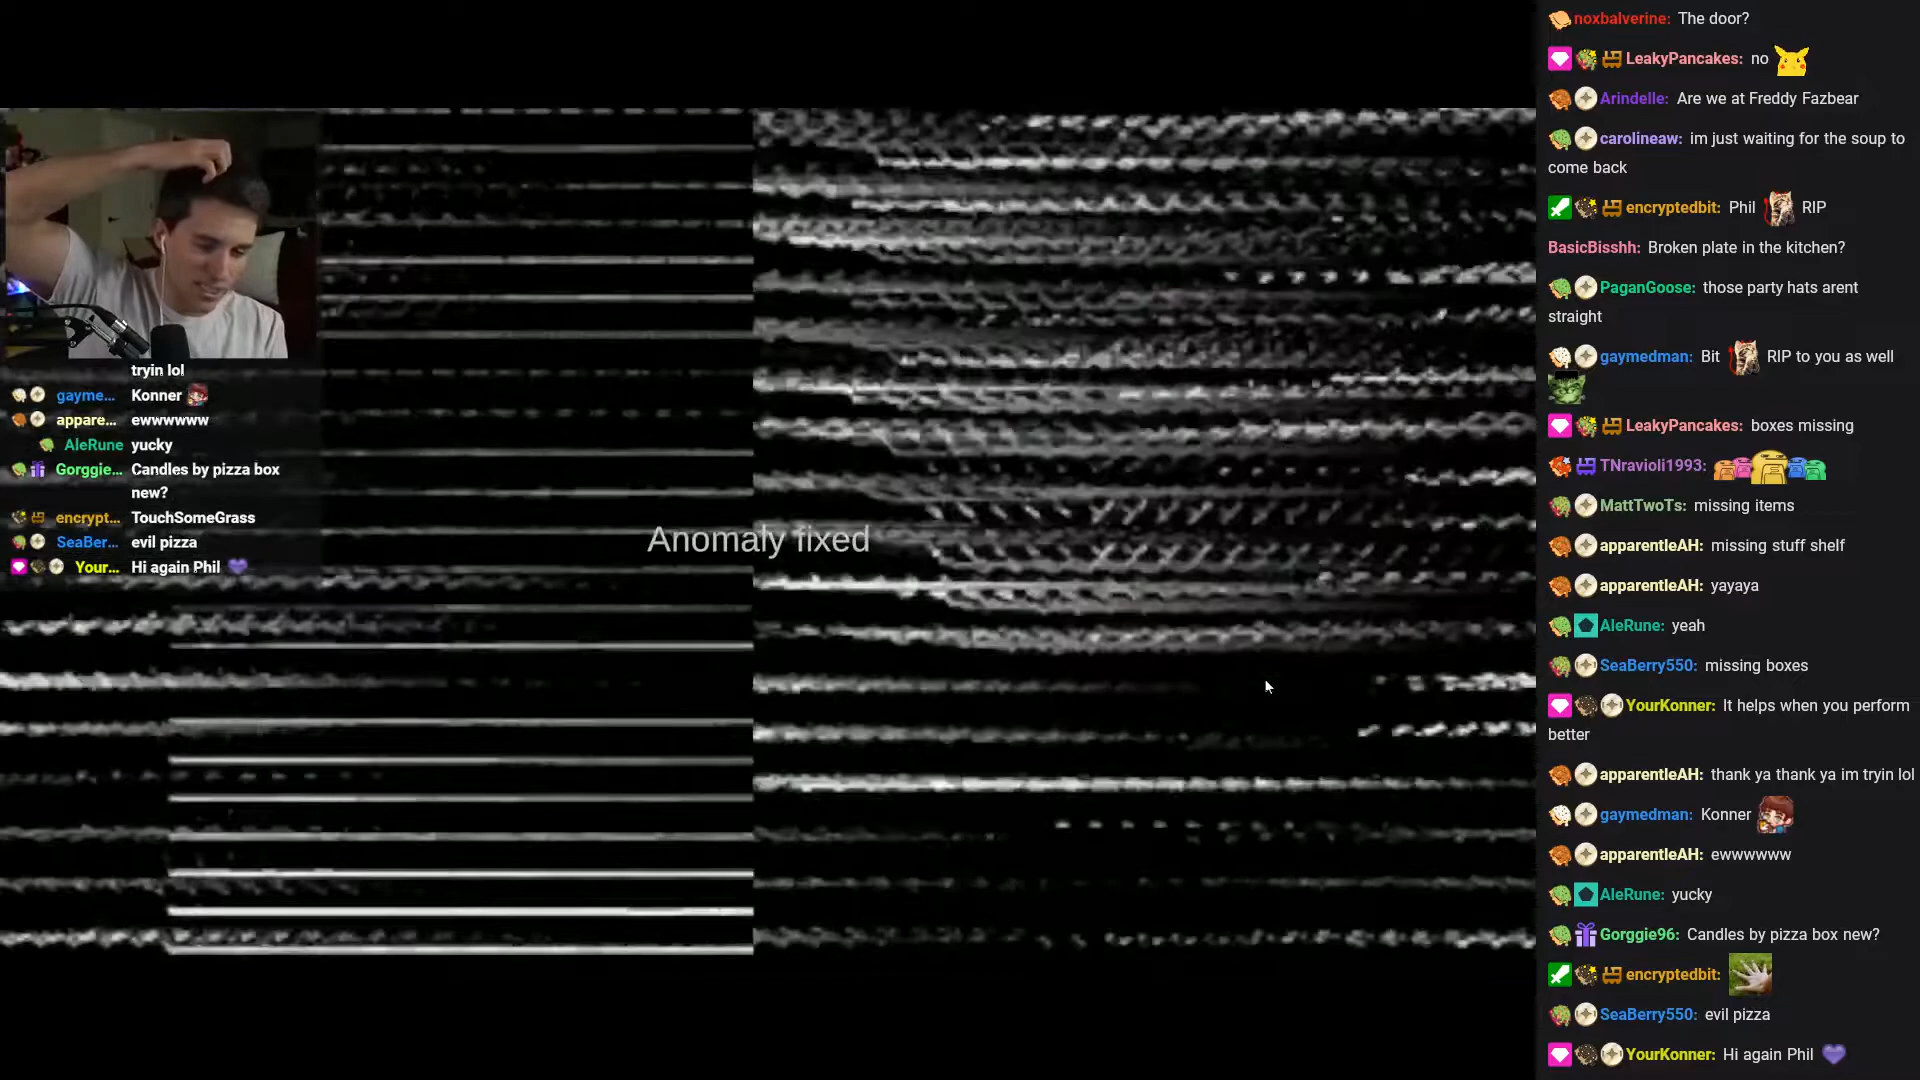 tryin lol
gayme... Konner
appare... ewwwwww
AleRune yucky
Gorggie... Candles by pizza box
new?
encrypt... TouchSomeGrass
SeaBer... evil pizza
Your... Hi again Phil
Anomaly fixed
noxbalverine: The door?
LeakyPancakes: no
Arindelle: Are we at Freddy Fazbear
carolineaw: im just waiting for the soup to
come back
encryptedbit: Phil RIP
BasicBisshh: Broken plate in the kitchen?
PaganGoose: those party hats arent
straight
gaymedman: Bit RIP to you as well
LeakyPancakes: boxes missing
TNravioli1993:
MattTwoTs: missing items
apparentleAH: missing stuff shelf
apparentleAH: yayaya
AleRune: yeah
SeaBerry550: missing boxes
YourKonner: It helps when you perform
better
apparentleAH: thank ya thank ya im tryin lol
gaymedman: Konner
apparentleAH: ewwwwww
AleRune: yucky
Gorggie96: Candles by pizza box new?
encryptedbit:
SeaBerry550: evil pizza
YourKonner: Hi again Phil